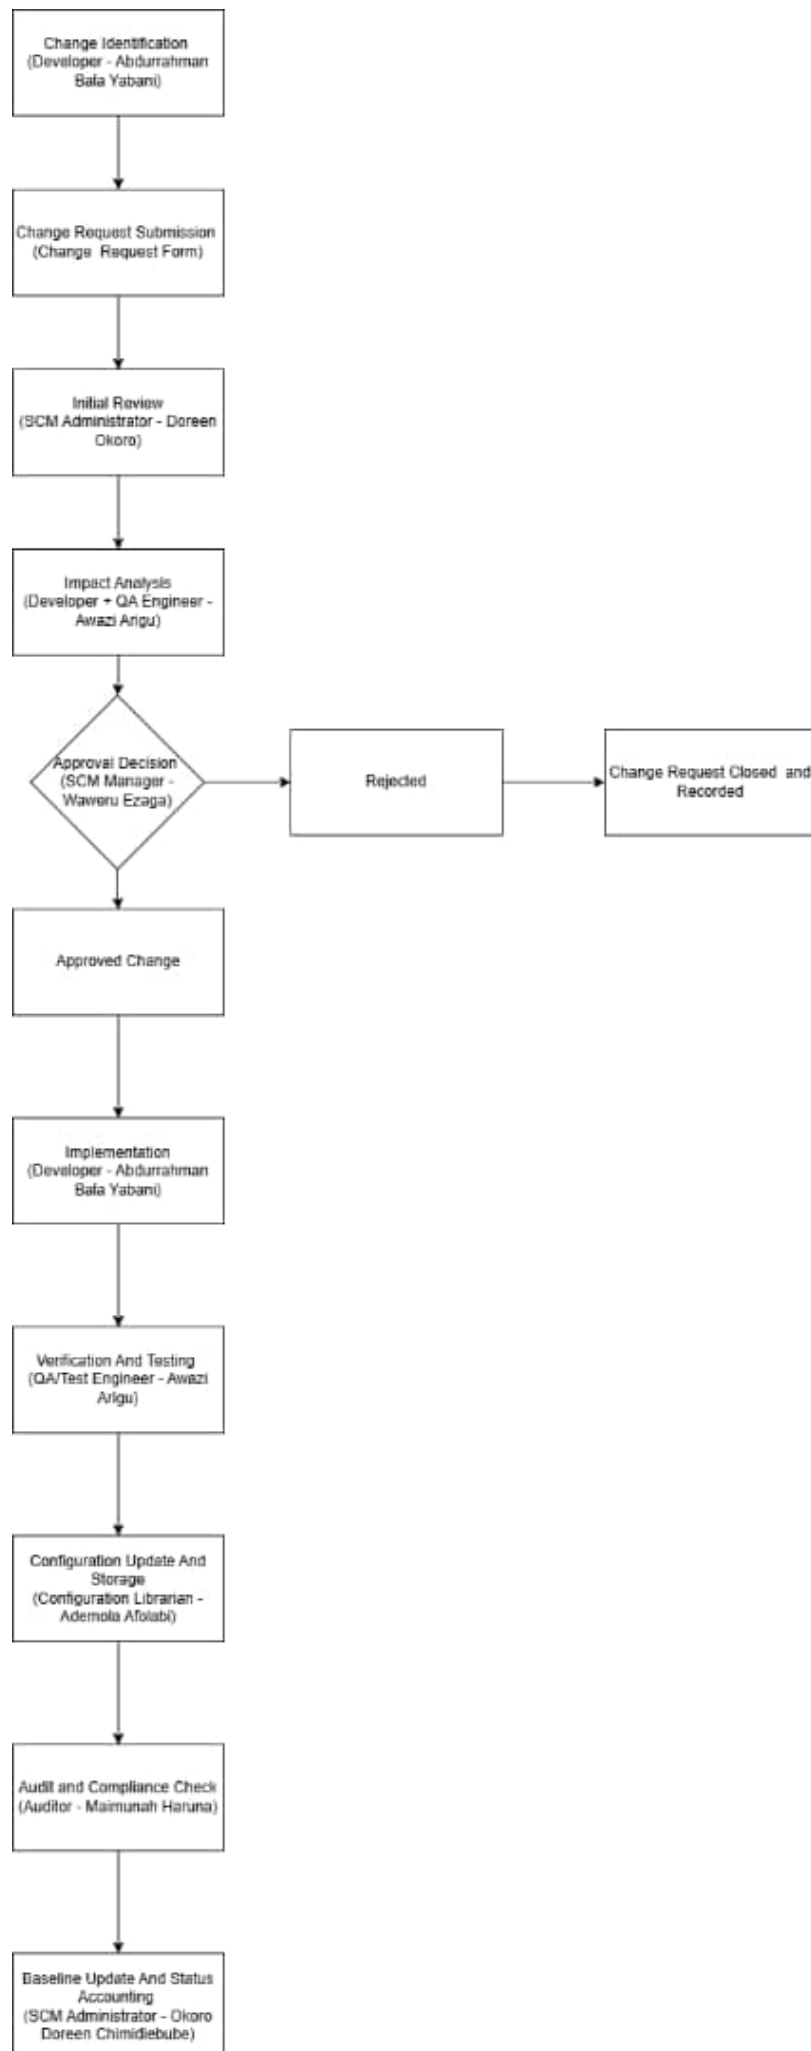 Change Identification
(Developer - Abdurrahman
Bala Yabani)
Change Request Submission
(Change Request Form)
Initial Review
(SCM Administrator - Doreen
Okoro)
Impact Analysis
(Developer + QA Engineer -
Awazi Arigu)
Approval Decision
(SCM Manager -
Waweru Ezaga)
Rejected
Change Request Closed and
Recorded
Approved Change
Implementation
(Developer - Abdurrahman
Bala Yabani)
Verification And Testing
(QA/Test Engineer - Awazi
Arigu)
Configuration Update And
Storage
(Configuration Librarian -
Ademola Afolabi)
Audit and Compliance Check
(Auditor - Maimunah Haruna)
Baseline Update And Status
Accounting
(SCM Administrator - Okoro
Doreen Chimidiebube)